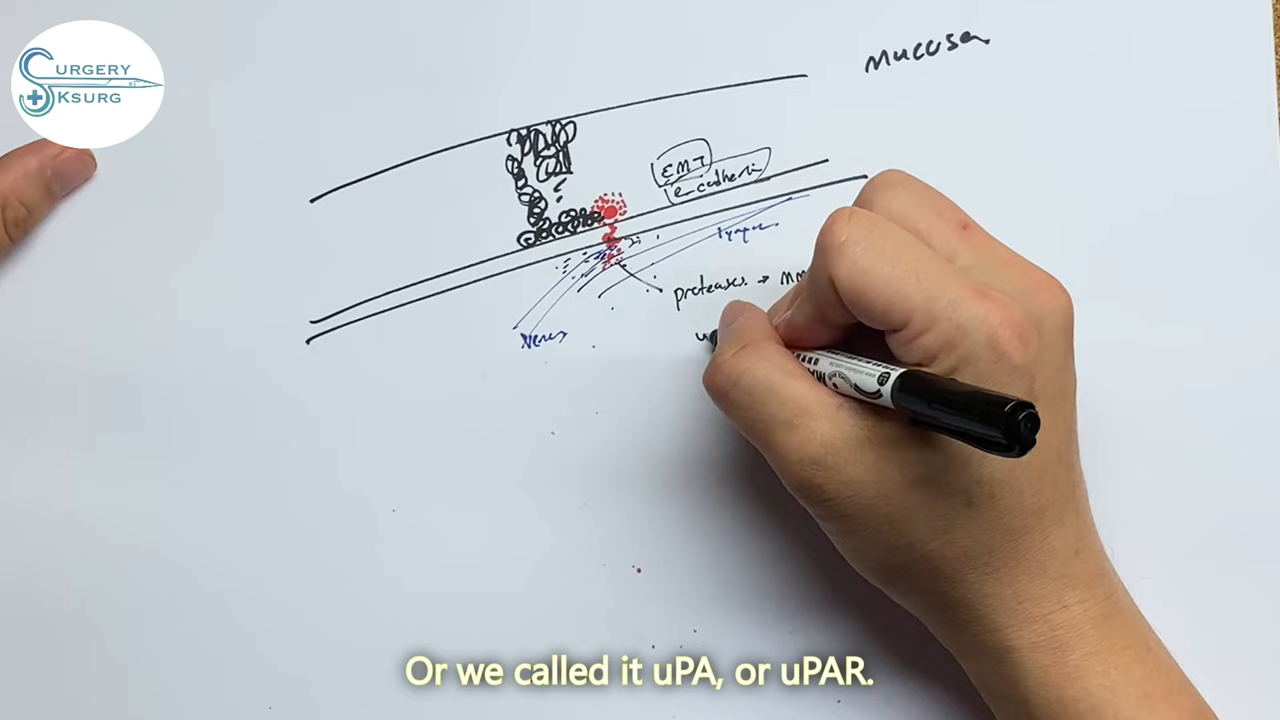 SURGERY
KSURG
Mucosa
EMT
e-cadherin
Lymph
proteases → MM
Veins
u
Or we called it uPA, or uPAR.